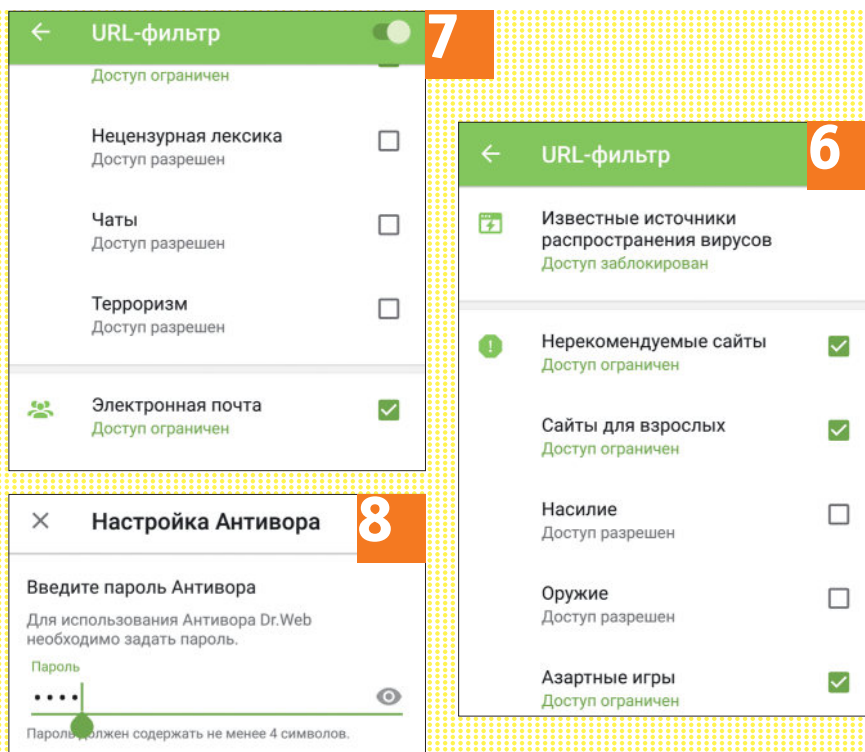 URL-фильтр
7
Доступ ограничен
Нецензурная лексика
Доступ разрешен
Чаты
Доступ разрешен
Терроризм
Доступ разрешен
Электронная почта
Доступ ограничен
URL-фильтр
6
Известные источники
распространения вирусов
Доступ заблокирован
Нерекомендуемые сайты
Доступ ограничен
Сайты для взрослых
Доступ ограничен
Насилие
Доступ разрешен
Оружие
Доступ разрешен
Азартные игры
Доступ ограничен
Настройка Антивора
8
Введите пароль Антивора
Для использования Антивора Dr.Web
необходимо задать пароль.
Пароль
••••
Пароль должен содержать не менее 4 символов.